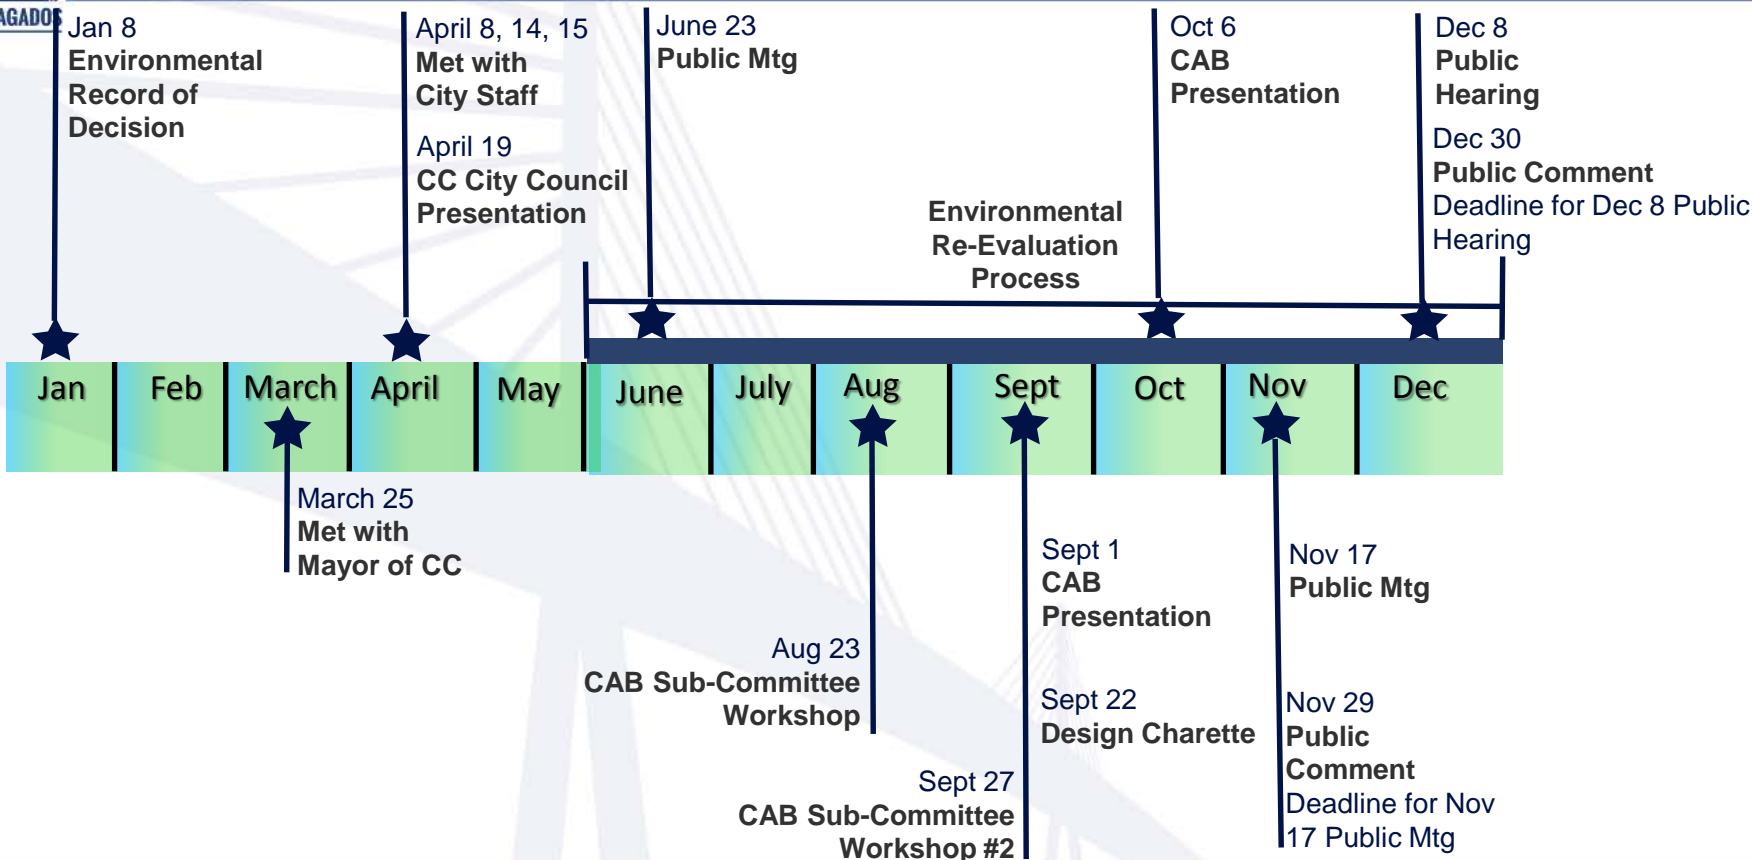 AGADOS
Jan 8
Environmental
Record of
Decision
April 8, 14, 15
Met with
City Staff
April 19
CC City Council
Presentation
June 23
Public Mtg
Environmental
Re-Evaluation
Process
Oct 6
CAB
Presentation
Dec 8
Public
Hearing
Dec 30
Public Comment
Deadline for Dec 8 Public
Hearing
Jan
Feb
March
April
May
June
July
Aug
Sept
Oct
Nov
Dec
March 25
Met with
Mayor of CC
Aug 23
CAB Sub-Committee
Workshop
Sept 1
CAB
Presentation
Sept 22
Design Charette
Sept 27
CAB Sub-Committee
Workshop #2
Nov 17
Public Mtg
Nov 29
Public
Comment
Deadline for Nov
17 Public Mtg